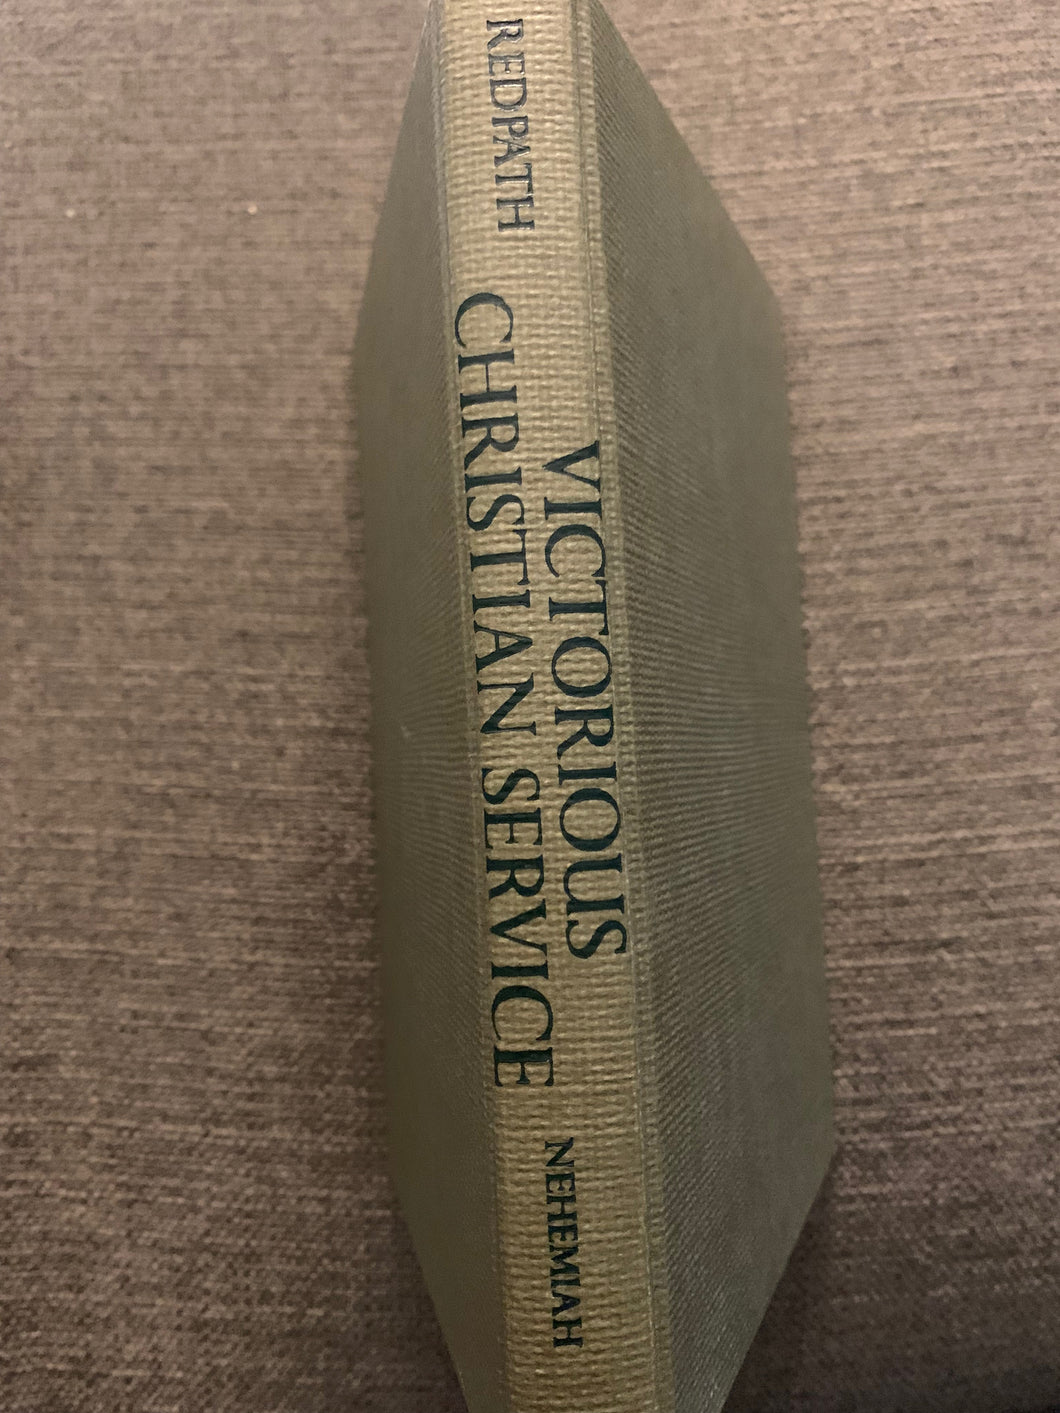 REDPATH
VICTORIOUS
CHRISTIAN SERVICE
NEHEMIAH